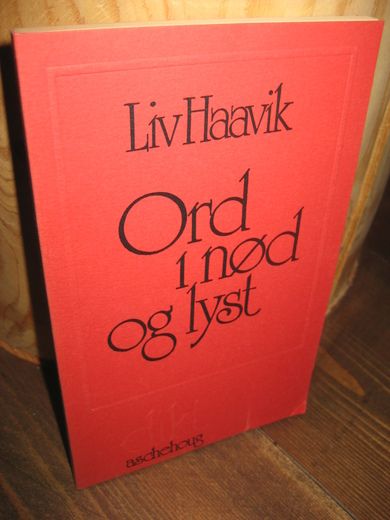 Liv Haavik
Ord
i nød
og lyst
aschehoug